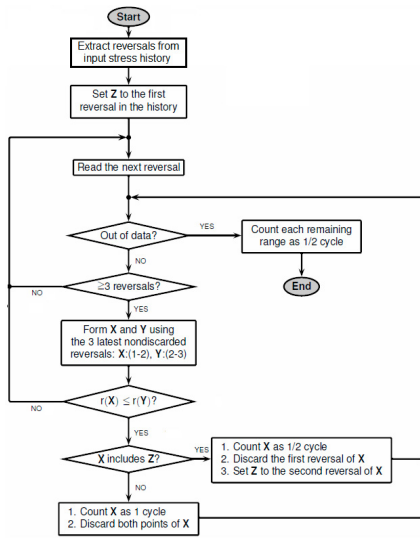 Start
Extract reversals from
input stress history
Set Z to the first
reversal in the history
Read the next reversal
Out of data?
YES
Count each remaining
range as 1/2 cycle
NO
End
≥3 reversals?
NO
YES
Form X and Y using
the 3 latest nondiscarded
reversals: X:(1-2), Y:(2-3)
r(X) ≤ r(Y)?
NO
YES
X includes Z?
YES
1. Count X as 1/2 cycle
2. Discard the first reversal of X
3. Set Z to the second reversal of X
NO
1. Count X as 1 cycle
2. Discard both points of X